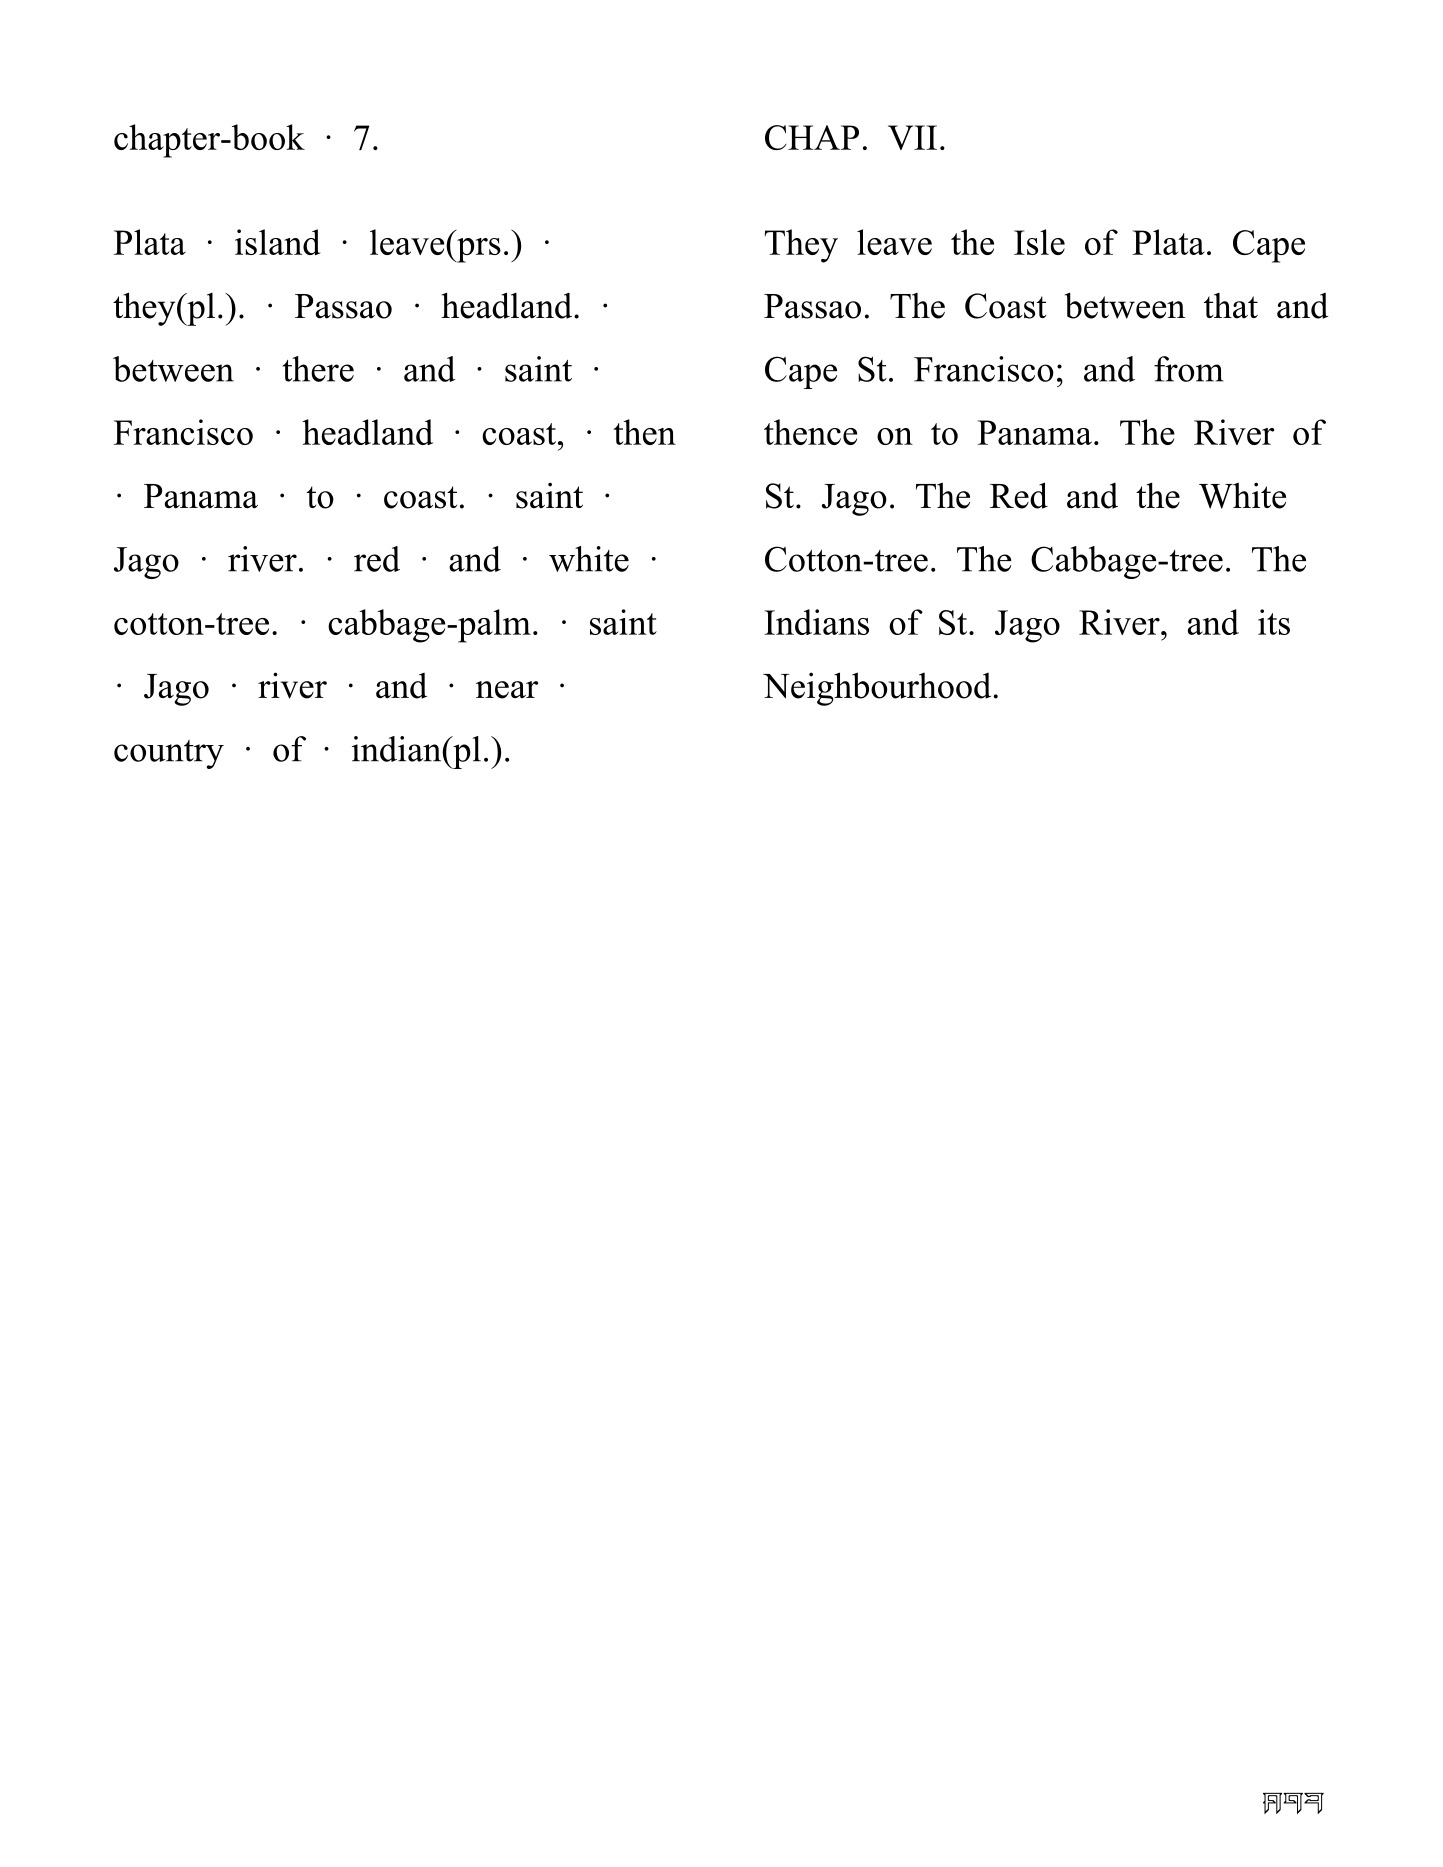 chapter-book · 7.
Plata · island · leave(prs.) ·
they(pl.). · Passao · headland. ·
between · there · and · saint ·
Francisco · headland · coast, · then
· Panama · to · coast. · saint ·
Jago · river. · red · and · white ·
cotton-tree. · cabbage-palm. · saint
· Jago · river · and · near ·
country · of · indian(pl.).
CHAP. VII.
They leave the Isle of Plata. Cape
Passao. The Coast between that and
Cape St. Francisco; and from
thence on to Panama. The River of
St. Jago. The Red and the White
Cotton-tree. The Cabbage-tree. The
Indians of St. Jago River, and its
Neighbourhood.